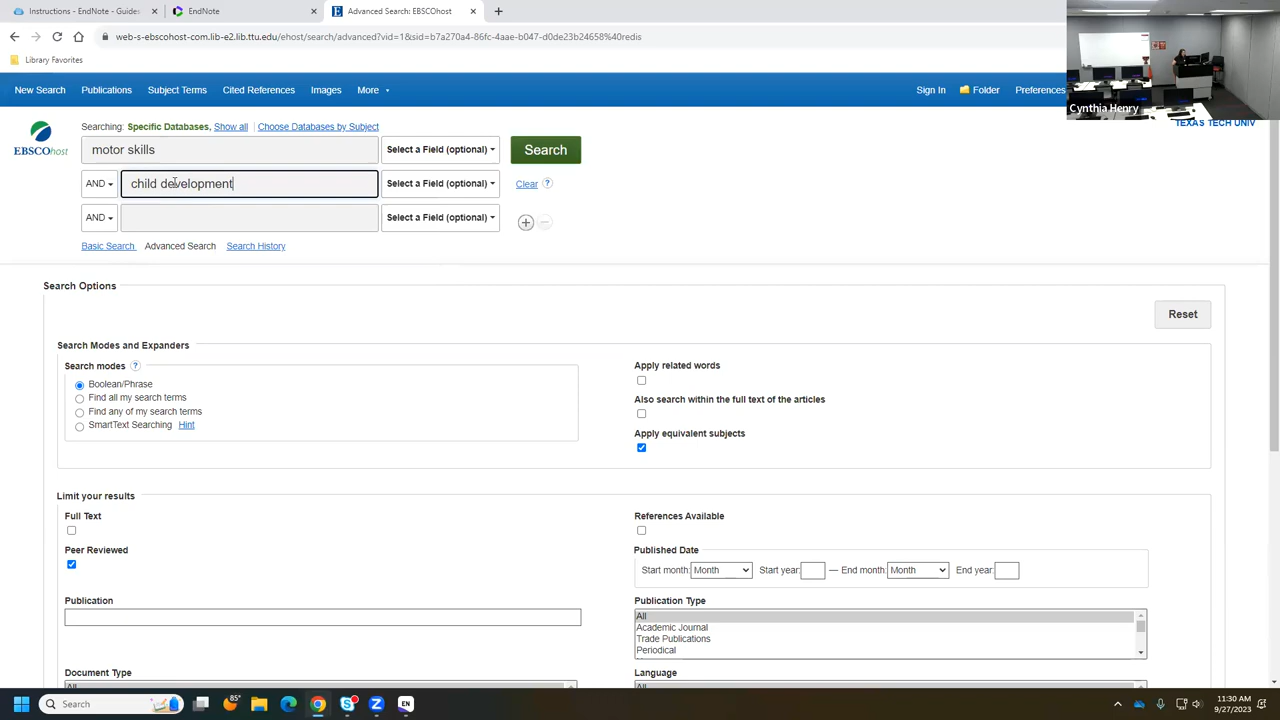 Instructions - EndNote - Guides
EndNote
Advanced Search: EBSCOhost
web-s-ebscohost-com.lib-e2.lib.ttu.edu/ehost/search/advanced?vid=1&sid=b7a270a4-86fc-4aae-b047-d0de23b24658%40redis
Library Favorites
Cynthia Henry
New Search
Publications
Subject Terms
Cited References
Images
More
Sign In
Folder
Preferences
TEXAS TECH UNIV
EBSCOhost
Searching: Specific Databases, Show all
Choose Databases by Subject
motor skills
Select a Field (optional)
Search
AND
child development
Select a Field (optional)
Clear
?
AND
Select a Field (optional)
Basic Search
Advanced Search
Search History
Search Options
Reset
Search Modes and Expanders
Search modes ?
Boolean/Phrase
Find all my search terms
Find any of my search terms
SmartText Searching Hint
Apply related words
Also search within the full text of the articles
Apply equivalent subjects
Limit your results
Full Text
References Available
Peer Reviewed
Published Date
Start month: Month Start year: — End month: Month End year:
Publication
Publication Type
All
Academic Journal
Trade Publications
Periodical
Document Type
Language
All
All
Search
85°
EN
11:30 AM
9/27/2023